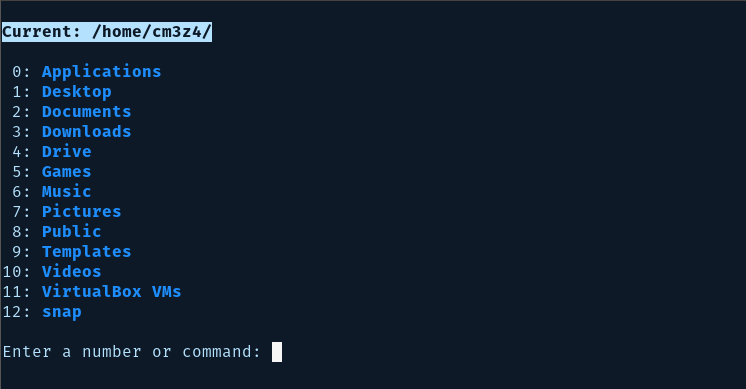 Current: /home/cm3z4/
0: Applications
1: Desktop
2: Documents
3: Downloads
4: Drive
5: Games
6: Music
7: Pictures
8: Public
9: Templates
10: Videos
11: VirtualBox VMs
12: snap
Enter a number or command: